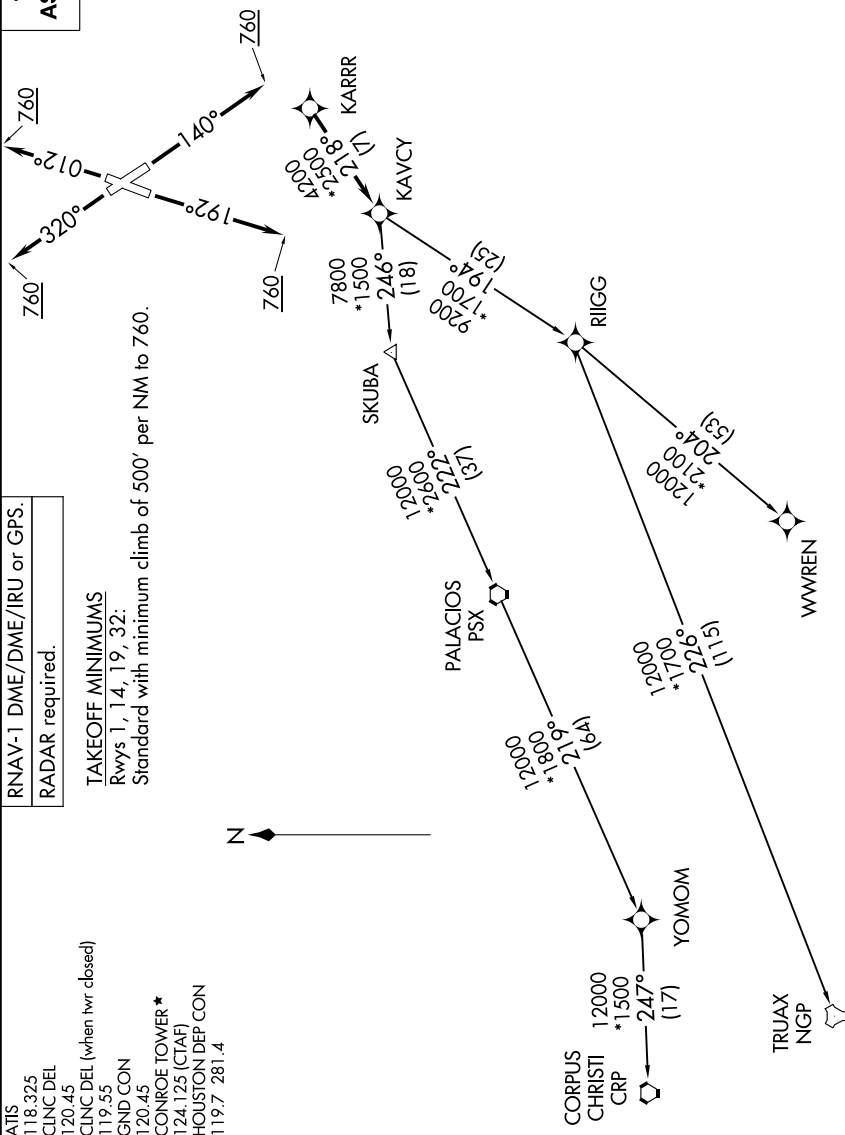 ATIS
118.325
CLNC DEL
120.45
CLNC DEL (when twr closed)
119.55
GND CON
120.45
CONROE TOWER★
124.125 (CTAF)
HOUSTON DEP CON
119.7 281.4
RNAV-1 DME/DME/IRU or GPS.
RADAR required.
TAKEOFF MINIMUMS
Rwys 1, 14, 19, 32:
Standard with minimum climb of 500' per NM to 760.
AS
760
760
760
760
320°
012°
140°
192°
N
KARRR
4200
*2500
218°
(7)
KAVCY
7800
*1500
246°
(18)
9200
*1700
194°
(25)
SKUBA
RIIGG
12000
*2600
222°
(37)
12000
*2100
204°
(53)
PALACIOS
PSX
WWREN
12000
*1700
226°
(115)
12000
*1800
219°
(64)
YOMOM
12000
*1500
247°
(17)
CORPUS
CHRISTI
CRP
TRUAX
NGP